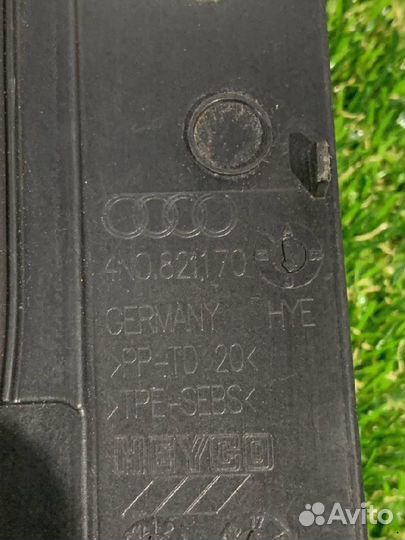 4N0.821.170
GERMANY HYE
>PP-TD 20<
>TPE-SEBS<
HEYCO
Avito